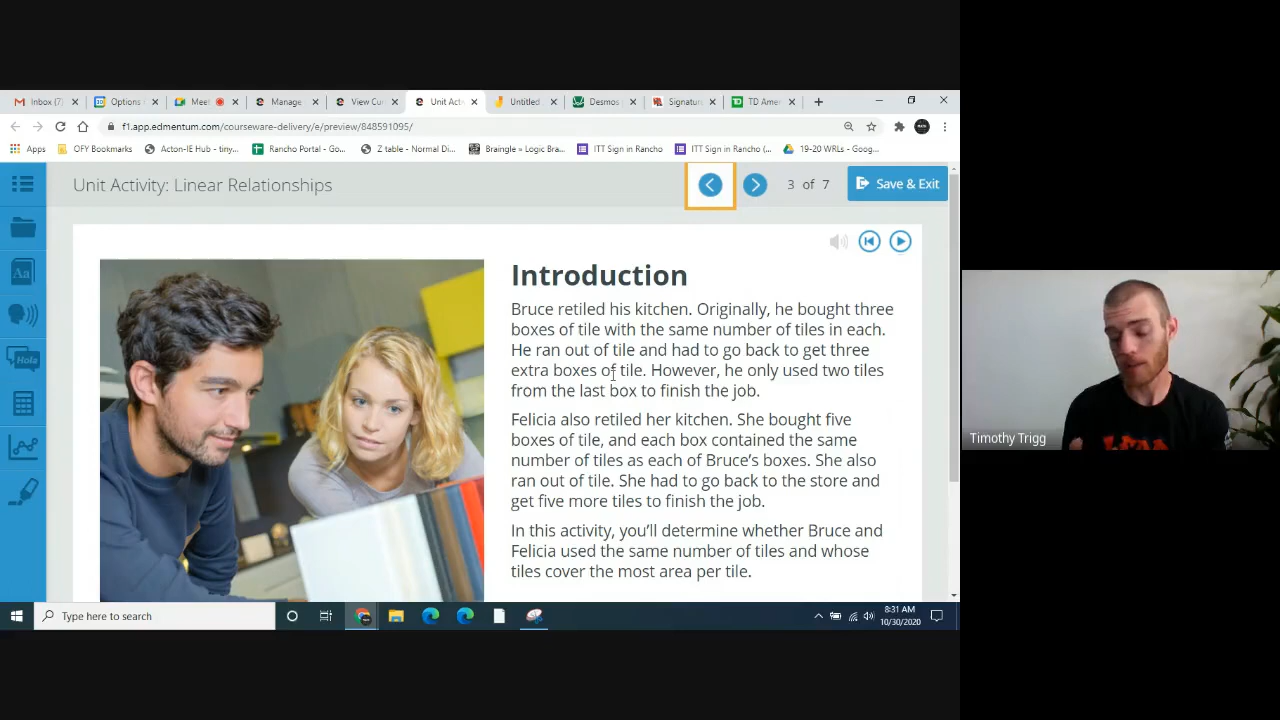 Inbox (7)
Options
Meet
Manage
View Cu
Unit Activ
Untitled
Desmos
Signatur
TD Amer
f1.app.edmentum.com/courseware-delivery/e/preview/848591095/
Apps
OFY Bookmarks
Acton-IE Hub - tiny...
Rancho Portal - Go...
Z table - Normal Di...
Braingle « Logic Bra...
ITT Sign in Rancho
ITT Sign in Rancho (...
19-20 WRLs - Goog...
Unit Activity: Linear Relationships
3 of 7
Save & Exit
Aa
Hola
Introduction
Bruce retiled his kitchen. Originally, he bought three
boxes of tile with the same number of tiles in each.
He ran out of tile and had to go back to get three
extra boxes of tile. However, he only used two tiles
from the last box to finish the job.
Felicia also retiled her kitchen. She bought five
boxes of tile, and each box contained the same
number of tiles as each of Bruce's boxes. She also
ran out of tile. She had to go back to the store and
get five more tiles to finish the job.
In this activity, you'll determine whether Bruce and
Felicia used the same number of tiles and whose
tiles cover the most area per tile.
Timothy Trigg
Type here to search
8:31 AM
10/30/2020